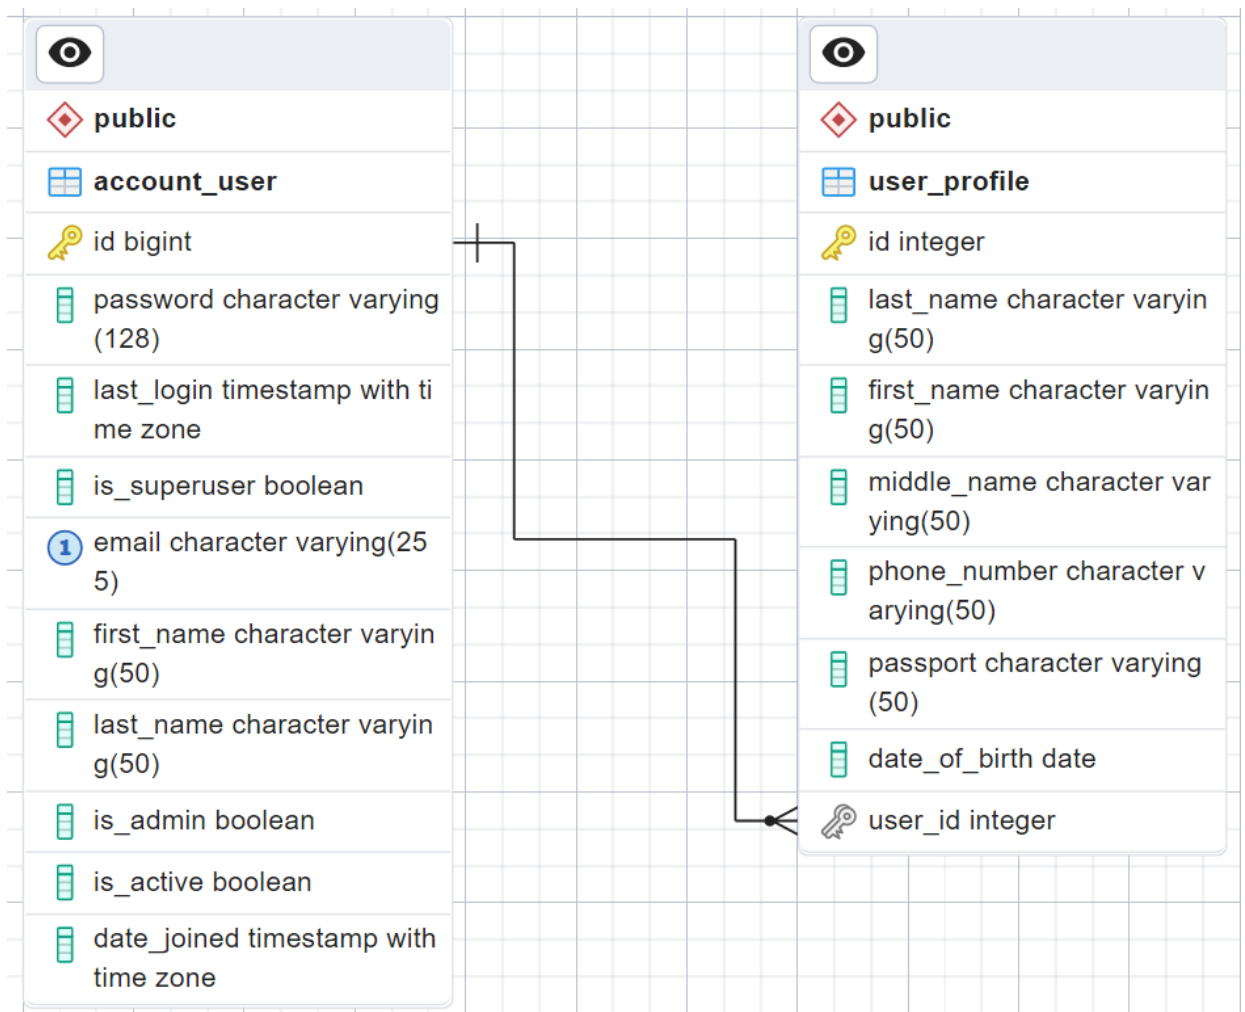 public
account_user
id bigint
password character varying
(128)
last_login timestamp with ti
me zone
is_superuser boolean
1
email character varying(25
5)
first_name character varyin
g(50)
last_name character varyin
g(50)
is_admin boolean
is_active boolean
date_joined timestamp with
time zone
public
user_profile
id integer
last_name character varyin
g(50)
first_name character varyin
g(50)
middle_name character var
ying(50)
phone_number character v
arying(50)
passport character varying
(50)
date_of_birth date
user_id integer